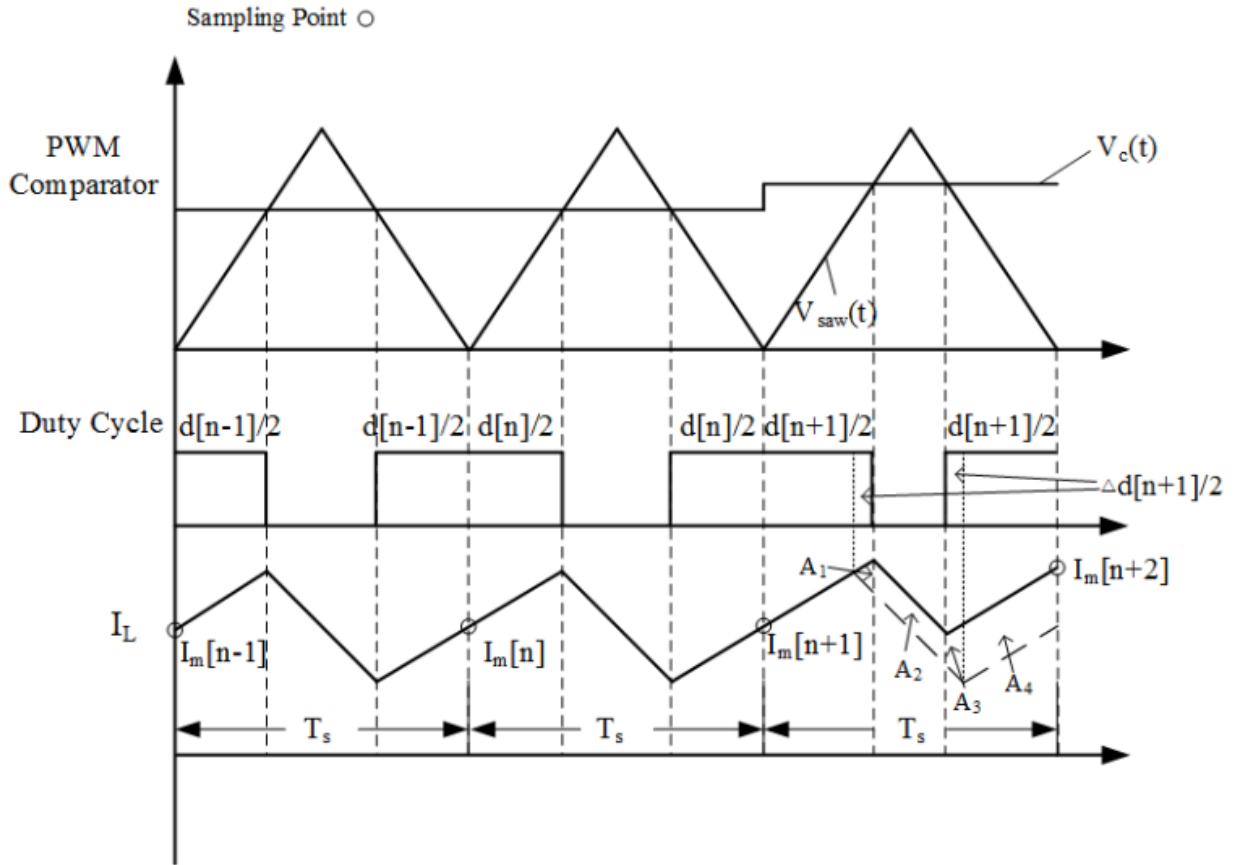 Sampling Point
PWM
Comparator
V_c(t)
V_saw(t)
Duty Cycle
d[n-1]/2 d[n-1]/2 d[n]/2 d[n]/2 d[n+1]/2 d[n+1]/2
△d[n+1]/2
A_1
I_m[n+2]
I_L
I_m[n-1] I_m[n] I_m[n+1]
A_2 A_3 A_4
T_s T_s T_s